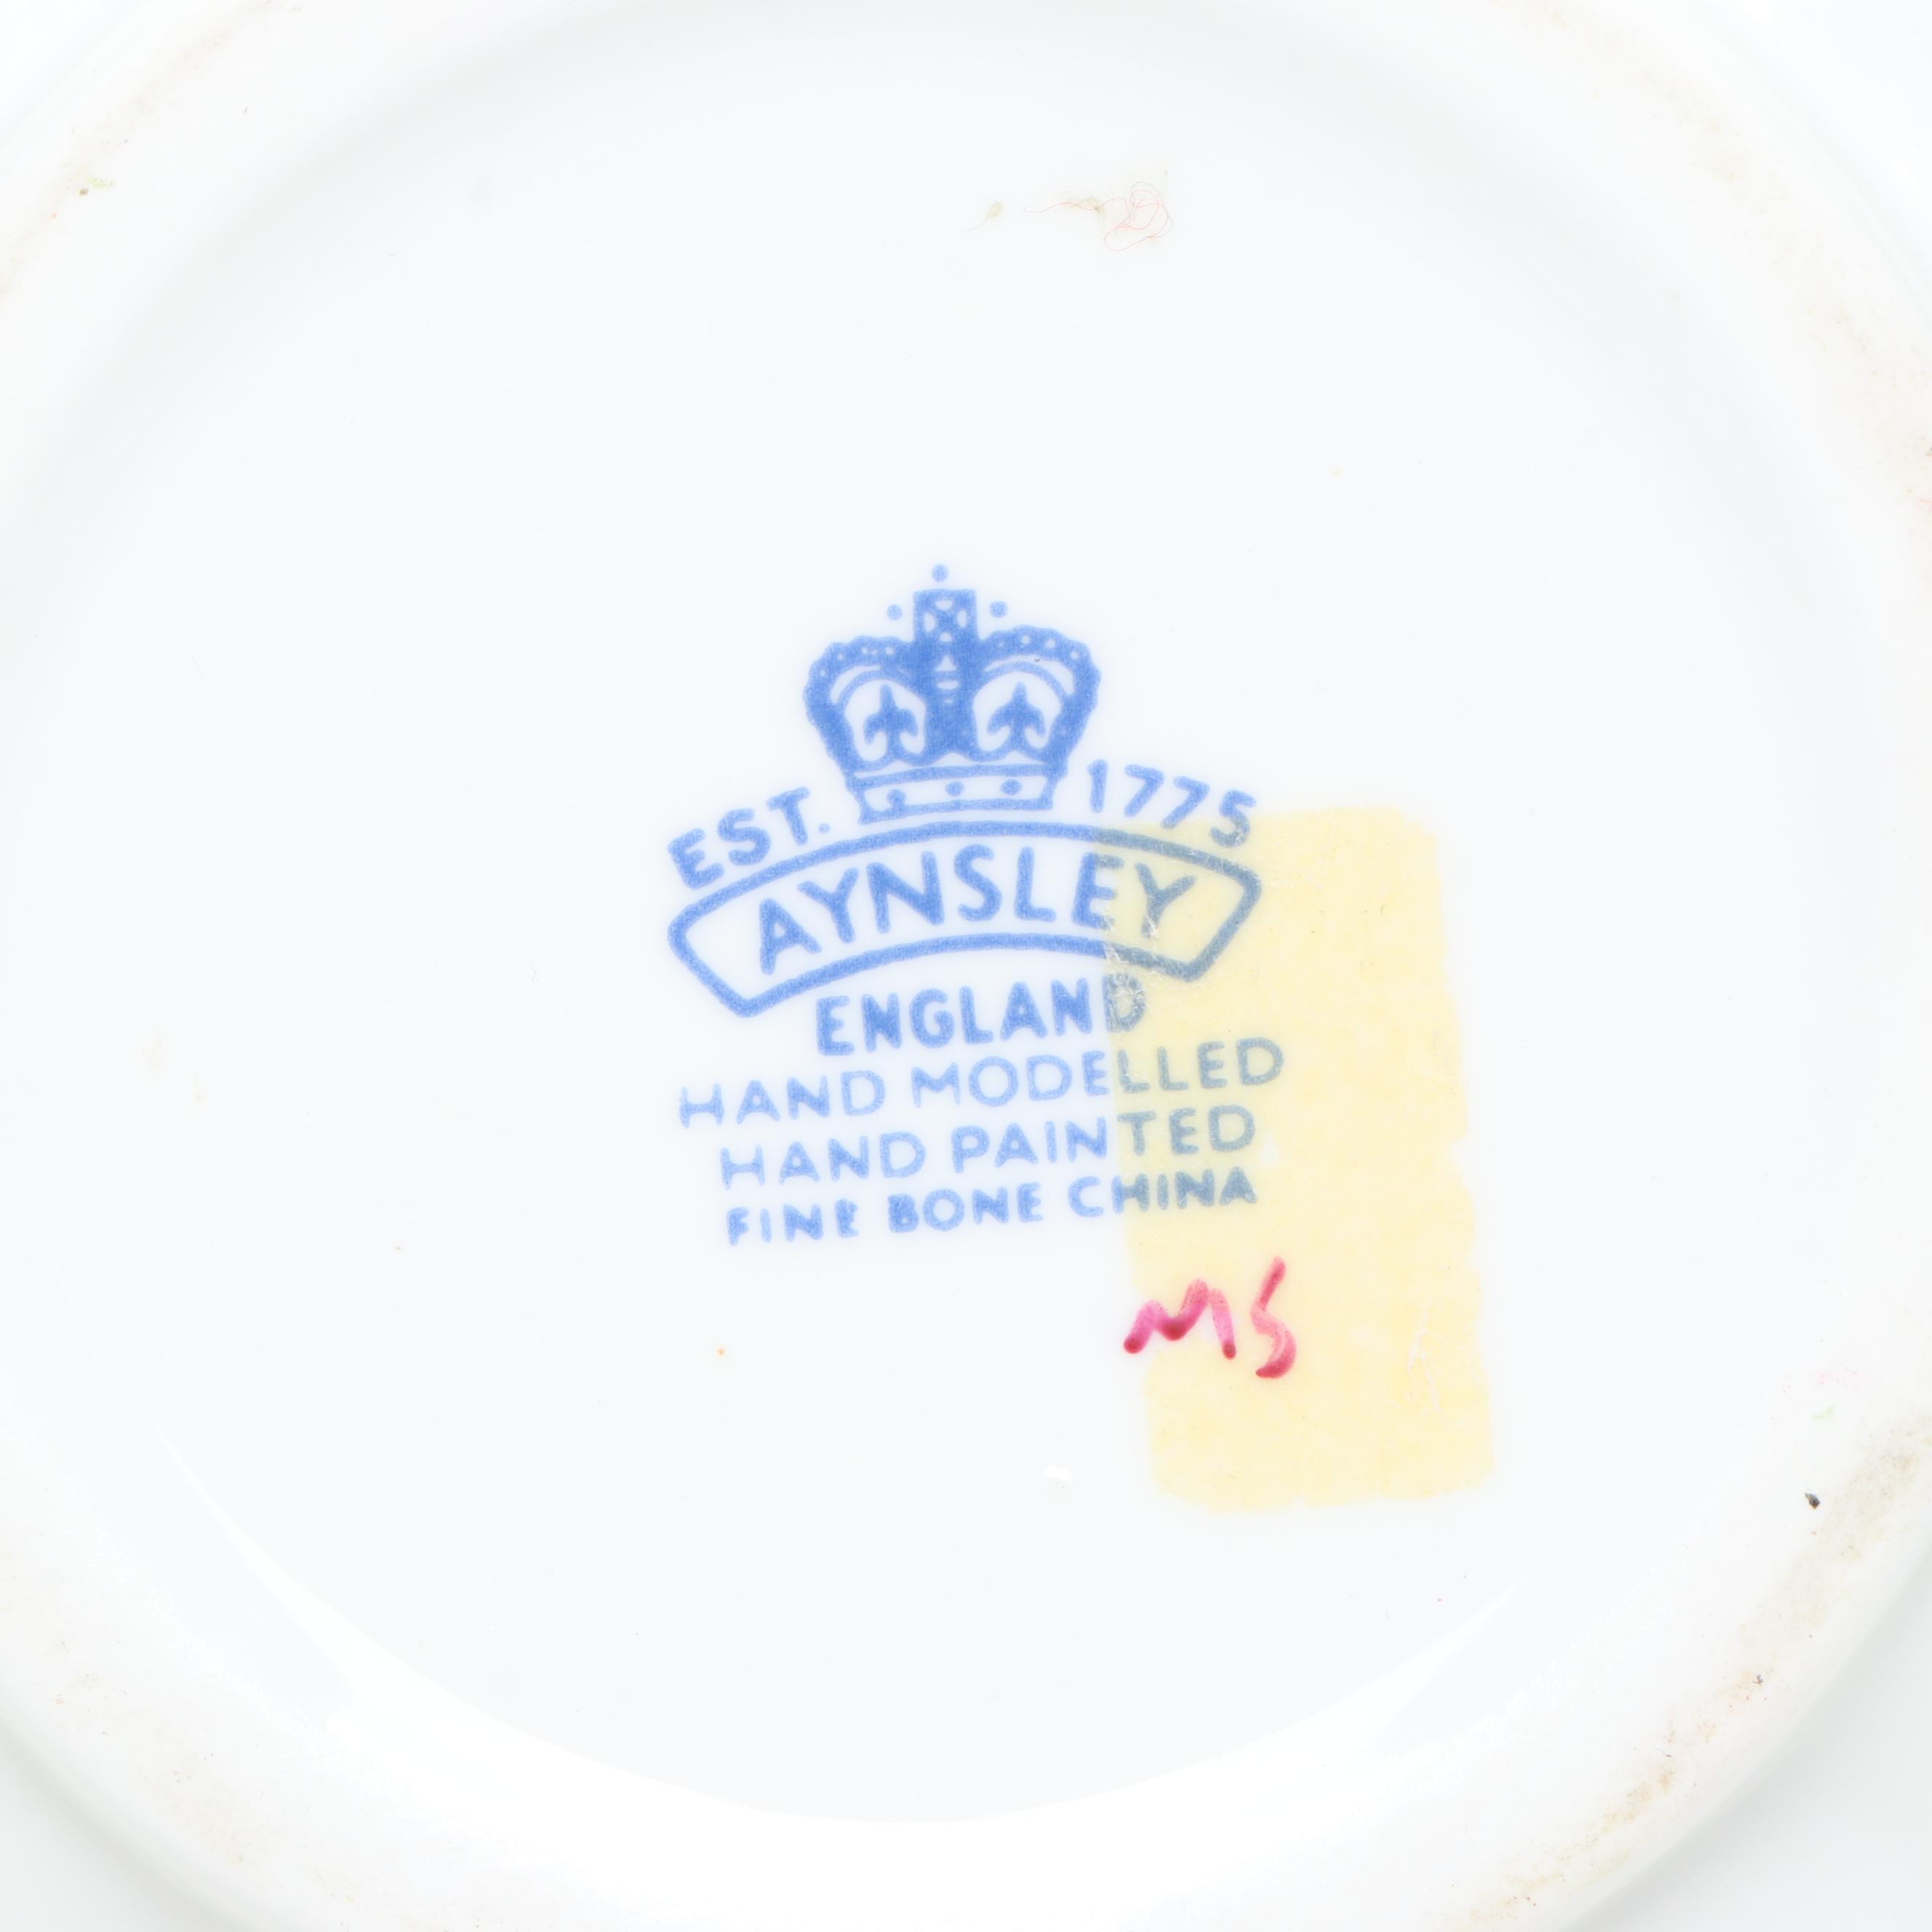 EST. 1775
AYNSLEY
ENGLAND
HAND MODELLED
HAND PAINTED
FINE BONE CHINA
MS